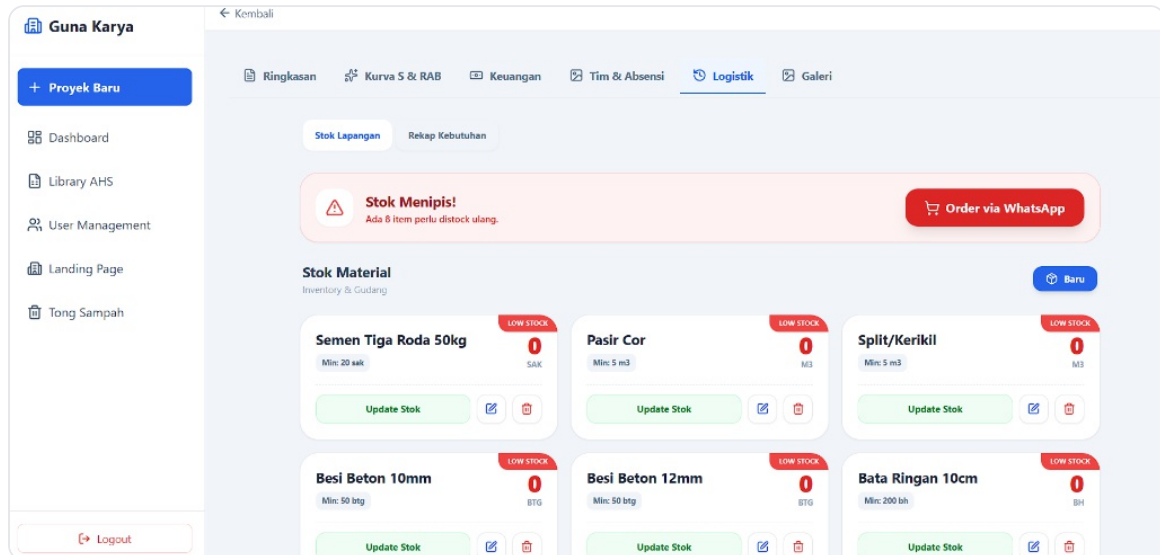 Guna Karya
Kembali
Proyek Baru
Dashboard
Library AHS
User Management
Landing Page
Tong Sampah
Logout
Ringkasan
Kurva S & RAB
Keuangan
Tim & Absensi
Logistik
Galeri
Stok Lapangan
Rekap Kebutuhan
Stok Menipis!
Ada 8 item perlu distock ulang.
Order via WhatsApp
Stok Material
Inventory & Gudang
Baru
LOW STOCK
Semen Tiga Roda 50kg
0
Min: 20 sak
SAK
Update Stok
LOW STOCK
Pasir Cor
0
Min: 5 m3
M3
Update Stok
LOW STOCK
Split/Kerikil
0
Min: 5 m3
M3
Update Stok
LOW STOCK
Besi Beton 10mm
0
Min: 50 btg
BTG
Update Stok
LOW STOCK
Besi Beton 12mm
0
Min: 50 btg
BTG
Update Stok
LOW STOCK
Bata Ringan 10cm
0
Min: 200 bh
BH
Update Stok